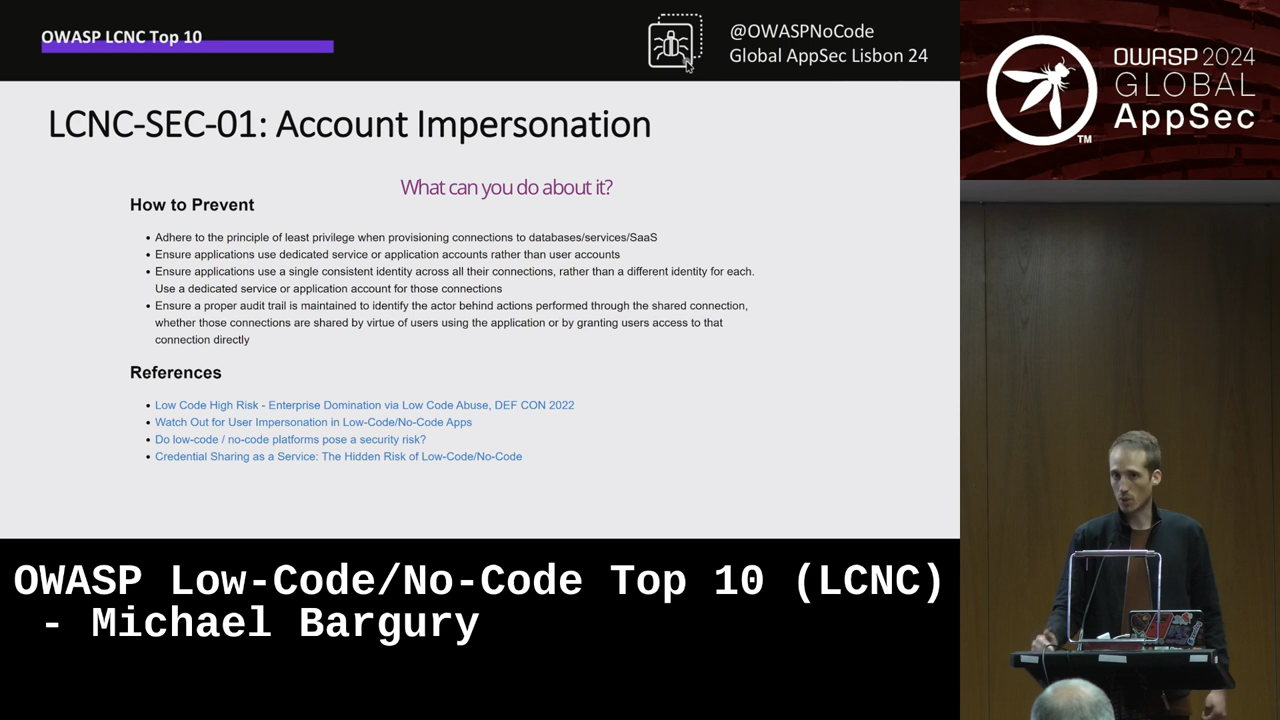 OWASP LCNC Top 10
@OWASPNoCode
Global AppSec Lisbon 24
LCNC-SEC-01: Account Impersonation
What can you do about it?
How to Prevent
• Adhere to the principle of least privilege when provisioning connections to databases/services/SaaS
• Ensure applications use dedicated service or application accounts rather than user accounts
• Ensure applications use a single consistent identity across all their connections, rather than a different identity for each.
Use a dedicated service or application account for those connections
• Ensure a proper audit trail is maintained to identify the actor behind actions performed through the shared connection,
whether those connections are shared by virtue of users using the application or by granting users access to that
connection directly
References
• Low Code High Risk - Enterprise Domination via Low Code Abuse, DEF CON 2022
• Watch Out for User Impersonation in Low-Code/No-Code Apps
• Do low-code / no-code platforms pose a security risk?
• Credential Sharing as a Service: The Hidden Risk of Low-Code/No-Code
OWASP Low-Code/No-Code Top 10 (LCNC)
- Michael Bargury
OWASP 2024
GLOBAL
AppSec
TM